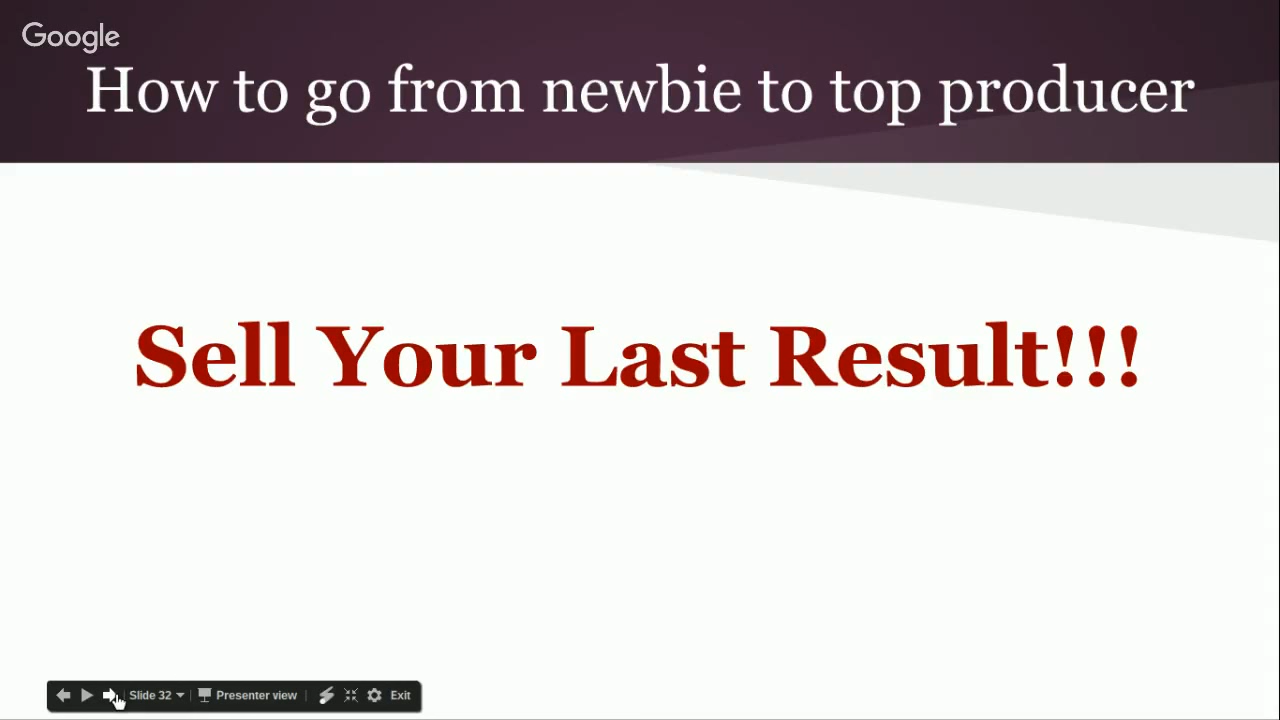 Google
How to go from newbie to top producer
Sell Your Last Result!!!
Slide 32 Presenter view Exit